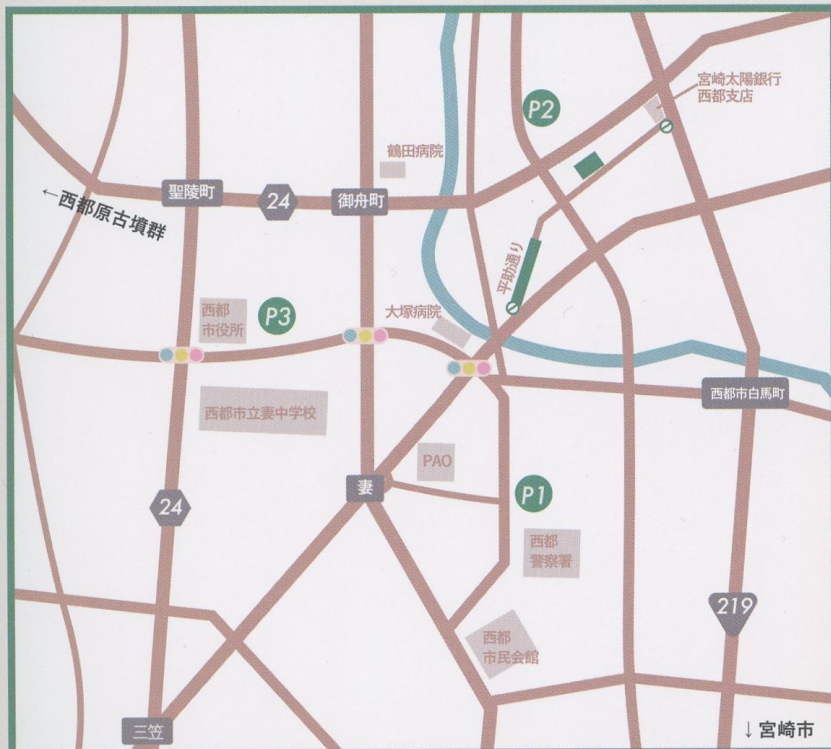 宮崎太陽銀行
西都支店
P2
鶴田病院
聖陵町
24
御舟町
←西都原古墳群
平助通り
西都
市役所
P3
大塚病院
西都市立妻中学校
西都市白馬町
PAO
妻
P1
24
西都
警察署
219
西都
市民会館
三笠
↓宮崎市